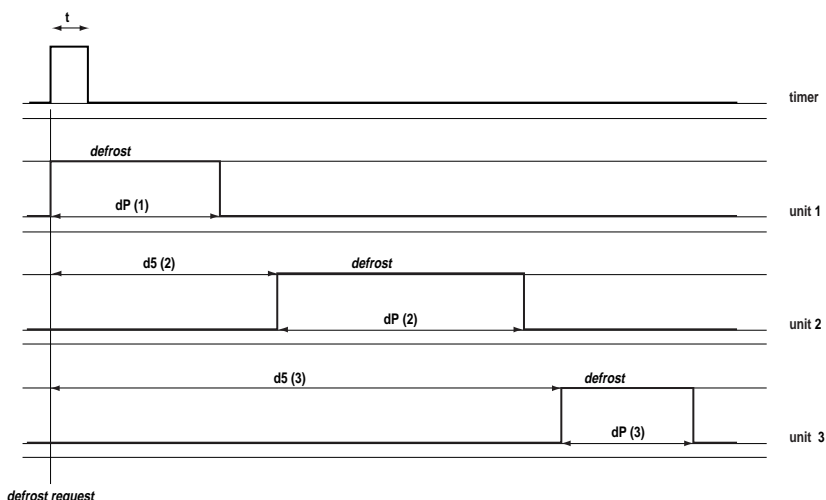 t
timer
defrost
dP (1)
unit 1
d5 (2)
defrost
dP (2)
unit 2
d5 (3)
defrost
dP (3)
unit 3
defrost request